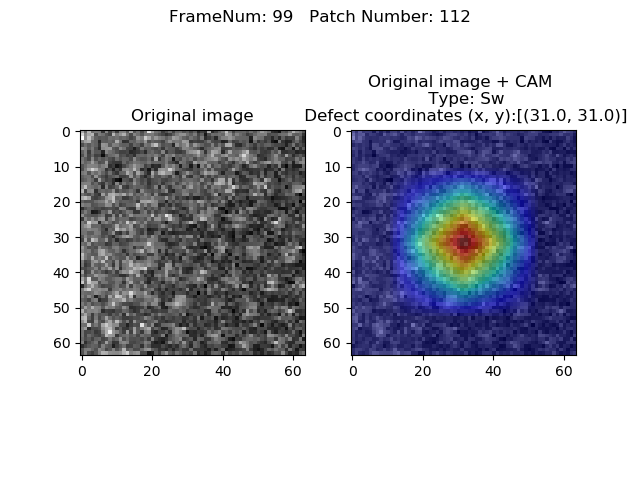 FrameNum: 99   Patch Number: 112
Original image
Original image + CAM
Type: Sw
Defect coordinates (x, y):[(31.0, 31.0)]
0
10
20
30
40
50
60
0 20 40 60
0
10
20
30
40
50
60
0 20 40 60